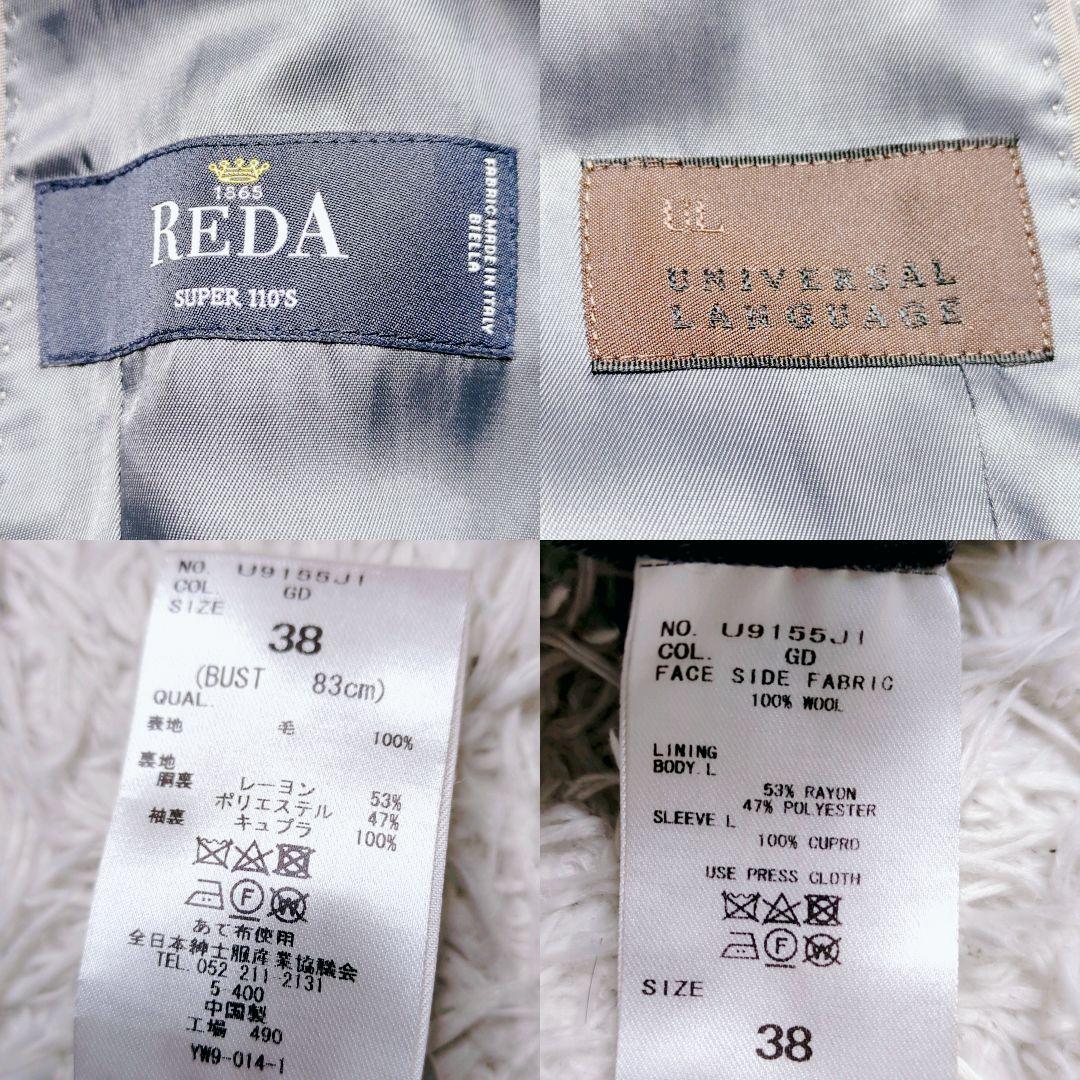 1865
REDA
SUPER 110'S
FABRIC MADE IN ITALY
BIELLA
UL
UNIVERSAL
LANGUAGE
NO. U9155J1
COL. GD
SIZE
38
(BUST 83cm)
QUAL.
表地 毛 100%
裏地
胴裏 レーヨン 53%
ポリエステル 47%
袖裏 キュプラ 100%
F W
あて布使用
全日本紳士服産業協議会
TEL. 052 211-2131
5-400
中国製
工場 490
YW9-014-1
NO. U9155J1
COL. GD
FACE SIDE FABRIC
100% WOOL
LINING
BODY.L
53% RAYON
47% POLYESTER
SLEEVE L
100% CUPRO
USE PRESS CLOTH
F W
SIZE
38